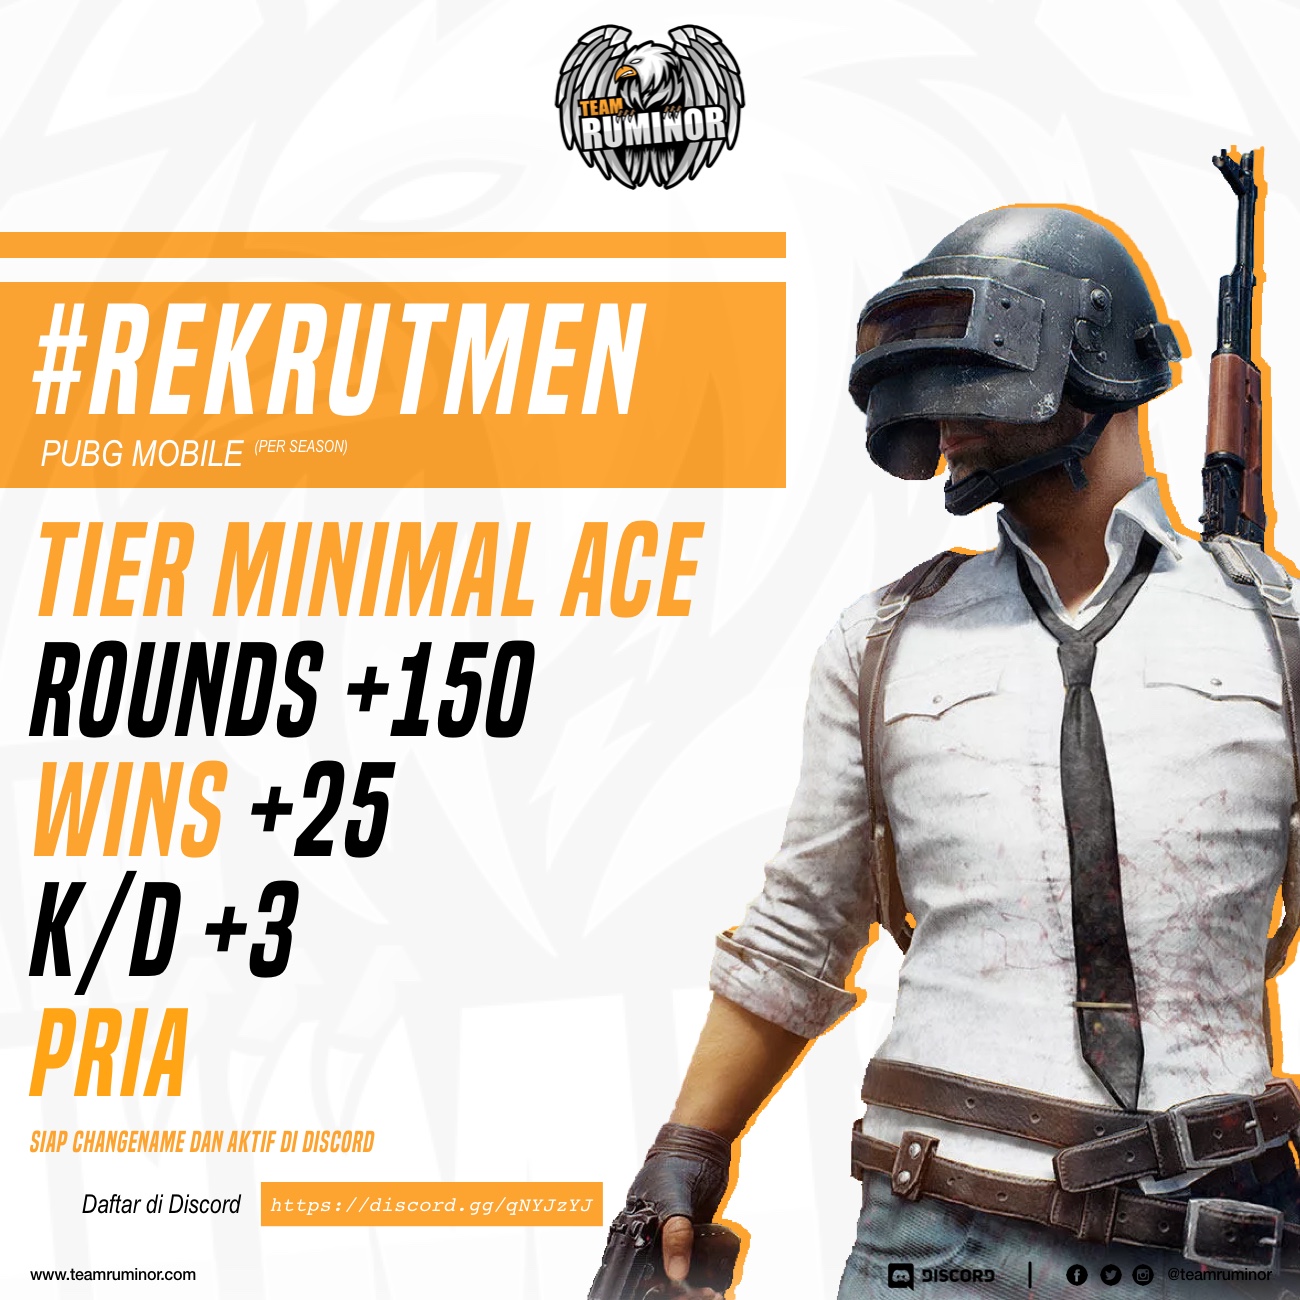 TEAM
RUMINOR
#REKRUTMEN
PUBG MOBILE (PER SEASON)
TIER MINIMAL ACE
ROUNDS +150
WINS +25
K/D +3
PRIA
SIAP CHANGENAME DAN AKTIF DI DISCORD
Daftar di Discord https://discord.gg/qNYJzYJ
www.teamruminor.com
DISCORD | @teamruminor